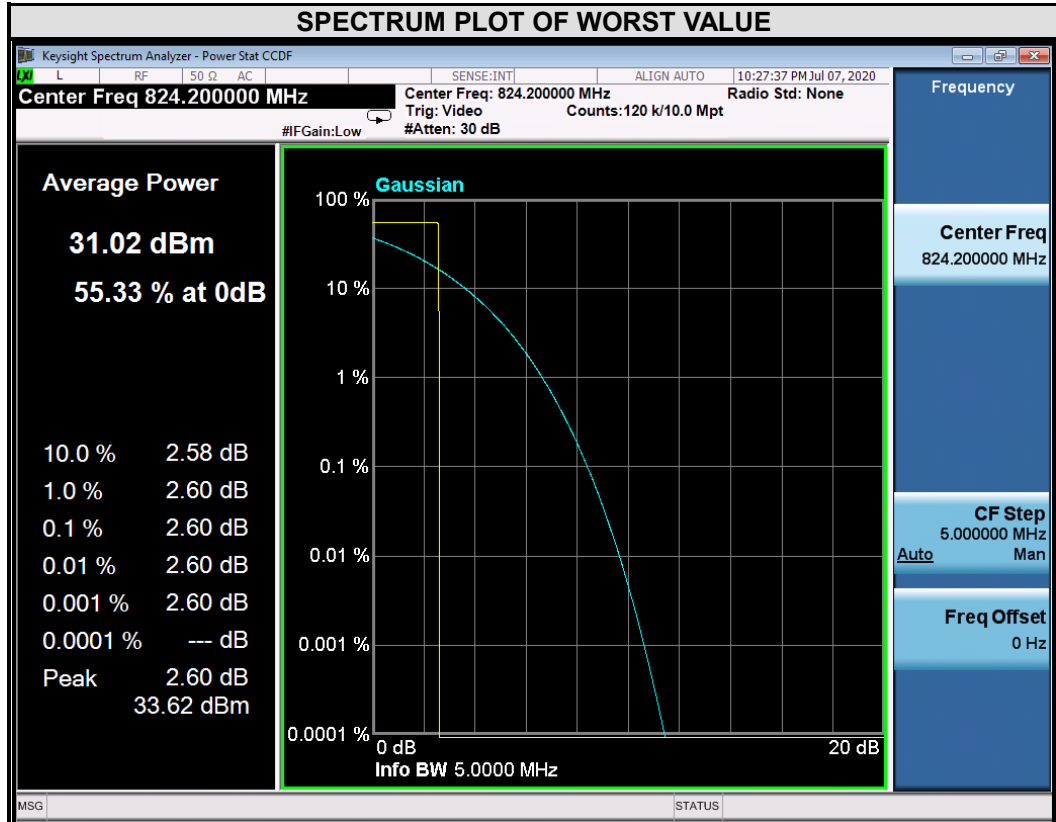 SPECTRUM PLOT OF WORST VALUE
Keysight Spectrum Analyzer - Power Stat CCDF
LXI L RF 50 Ω AC SENSE:INT ALIGN AUTO 10:27:37 PM Jul 07, 2020
Center Freq 824.200000 MHz
Center Freq: 824.200000 MHz Radio Std: None
Trig: Video Counts:120 k/10.0 Mpt
#IFGain:Low #Atten: 30 dB
Average Power
31.02 dBm
55.33 % at 0dB
10.0 % 2.58 dB
1.0 % 2.60 dB
0.1 % 2.60 dB
0.01 % 2.60 dB
0.001 % 2.60 dB
0.0001 % --- dB
Peak 2.60 dB
33.62 dBm
Gaussian
100 %
10 %
1 %
0.1 %
0.01 %
0.001 %
0.0001 %
0 dB 20 dB
Info BW 5.0000 MHz
Frequency
Center Freq
824.200000 MHz
CF Step
5.000000 MHz
Auto Man
Freq Offset
0 Hz
MSG STATUS